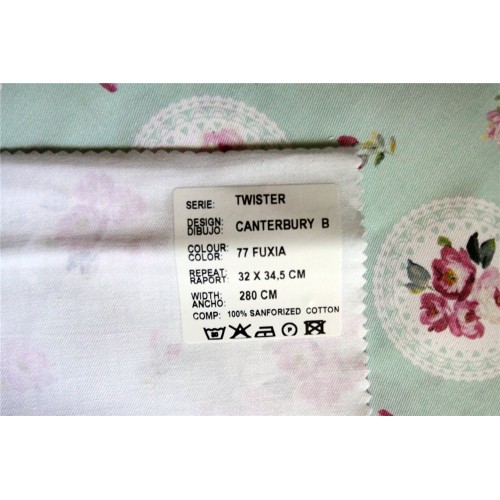 SERIE: TWISTER
DESIGN:
DIBUJO: CANTERBURY B
COLOUR:
COLOR: 77 FUXIA
REPEAT:
RAPORT: 32 X 34,5 CM
WIDTH:
ANCHO: 280 CM
COMP: 100% SANFORIZED COTTON